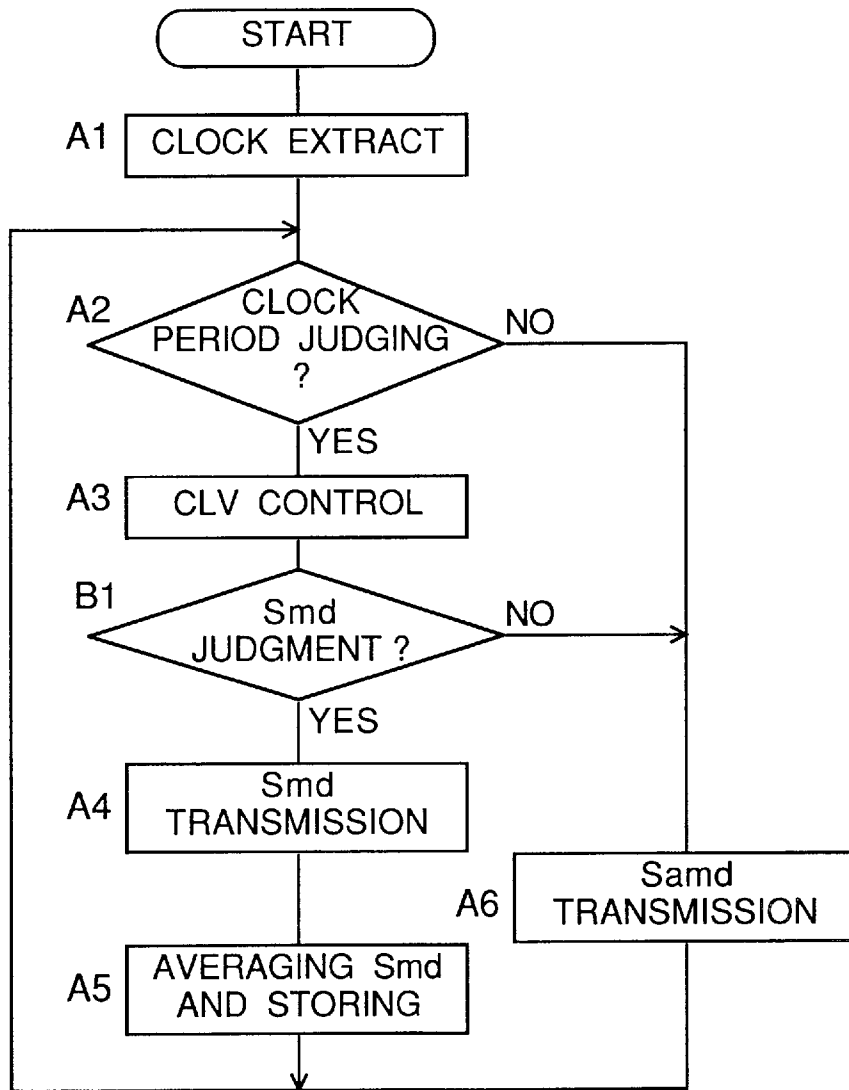 START
A1
CLOCK EXTRACT
A2
CLOCK
PERIOD JUDGING
?
NO
YES
A3
CLV CONTROL
B1
Smd
JUDGMENT ?
NO
YES
A4
Smd
TRANSMISSION
A6
Samd
TRANSMISSION
A5
AVERAGING Smd
AND STORING